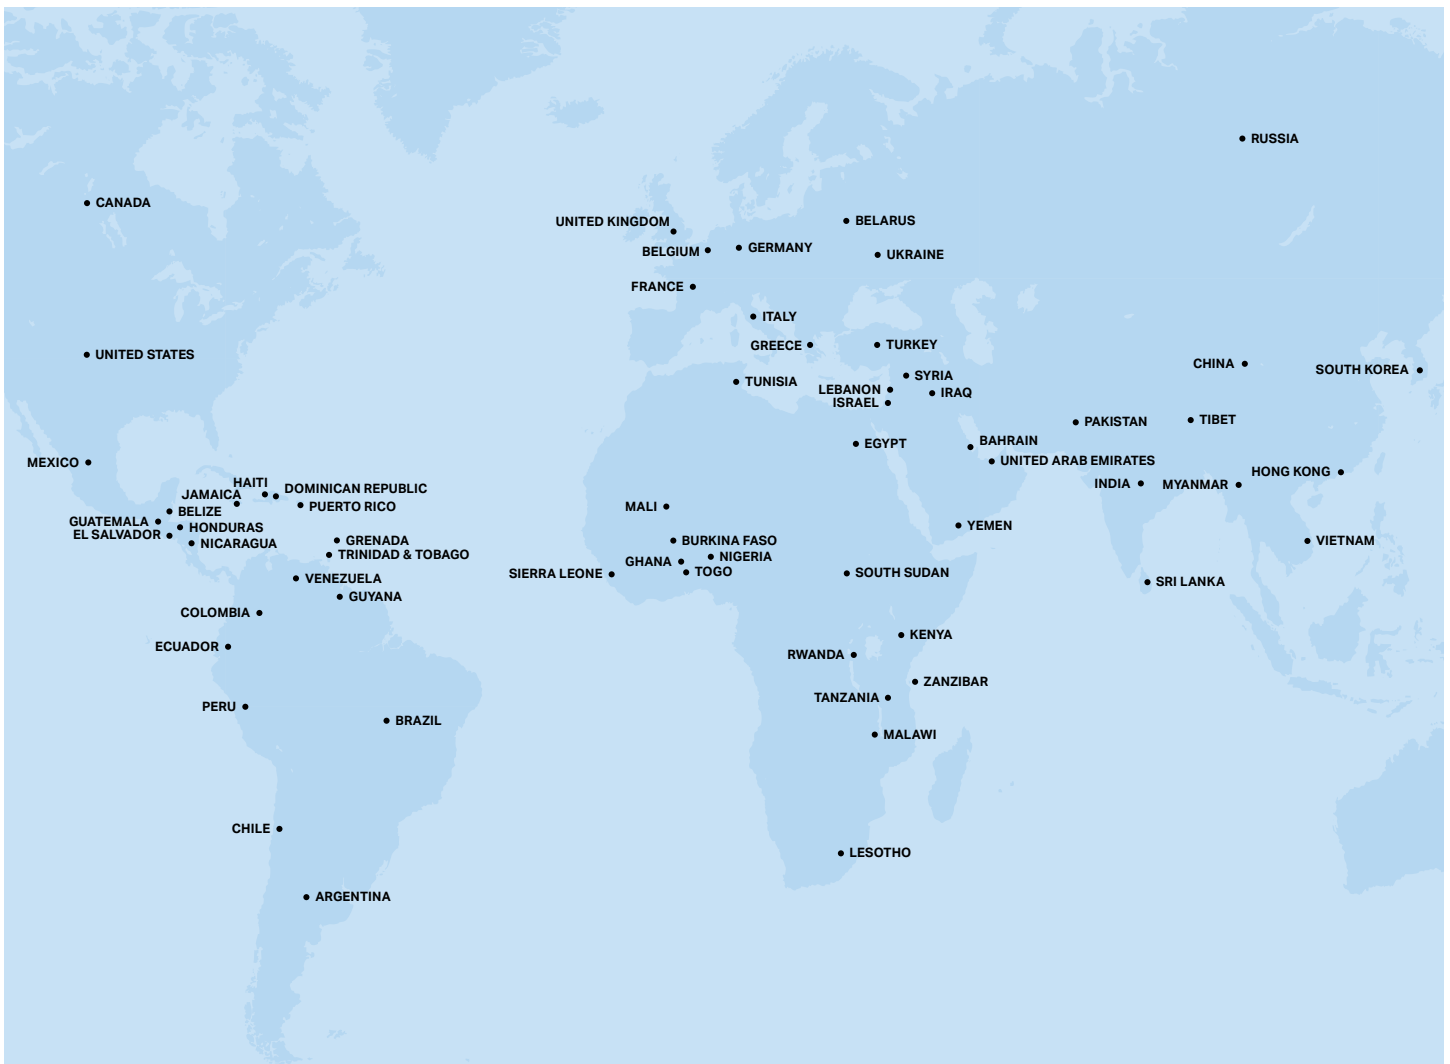 RUSSIA
CANADA
UNITED KINGDOM
BELARUS
BELGIUM
GERMANY
UKRAINE
FRANCE
ITALY
GREECE
TURKEY
UNITED STATES
CHINA
SOUTH KOREA
TUNISIA
SYRIA
LEBANON
IRAQ
ISRAEL
PAKISTAN
TIBET
EGYPT
BAHRAIN
MEXICO
UNITED ARAB EMIRATES
HONG KONG
HAITI
DOMINICAN REPUBLIC
INDIA
MYANMAR
JAMAICA
PUERTO RICO
MALI
BELIZE
GUATEMALA
HONDURAS
EL SALVADOR
NICARAGUA
YEMEN
GRENADA
BURKINA FASO
VIETNAM
TRINIDAD & TOBAGO
GHANA
NIGERIA
SIERRA LEONE
TOGO
SOUTH SUDAN
VENEZUELA
SRI LANKA
GUYANA
COLOMBIA
KENYA
ECUADOR
RWANDA
ZANZIBAR
TANZANIA
PERU
BRAZIL
MALAWI
CHILE
LESOTHO
ARGENTINA